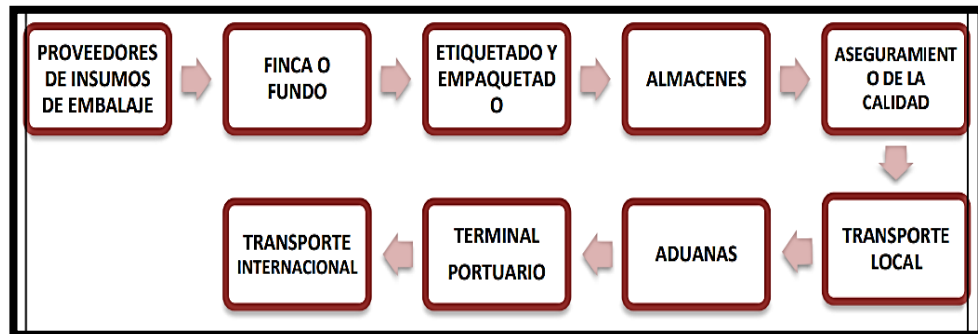 PROVEEDORES
DE INSUMOS
DE EMBALAJE
FINCA O
FUNDO
ETIQUETADO Y
EMPAQUETAD
O
ALMACENES
ASEGURAMIENT
O DE LA
CALIDAD
TRANSPORTE
LOCAL
ADUANAS
TERMINAL
PORTUARIO
TRANSPORTE
INTERNACIONAL